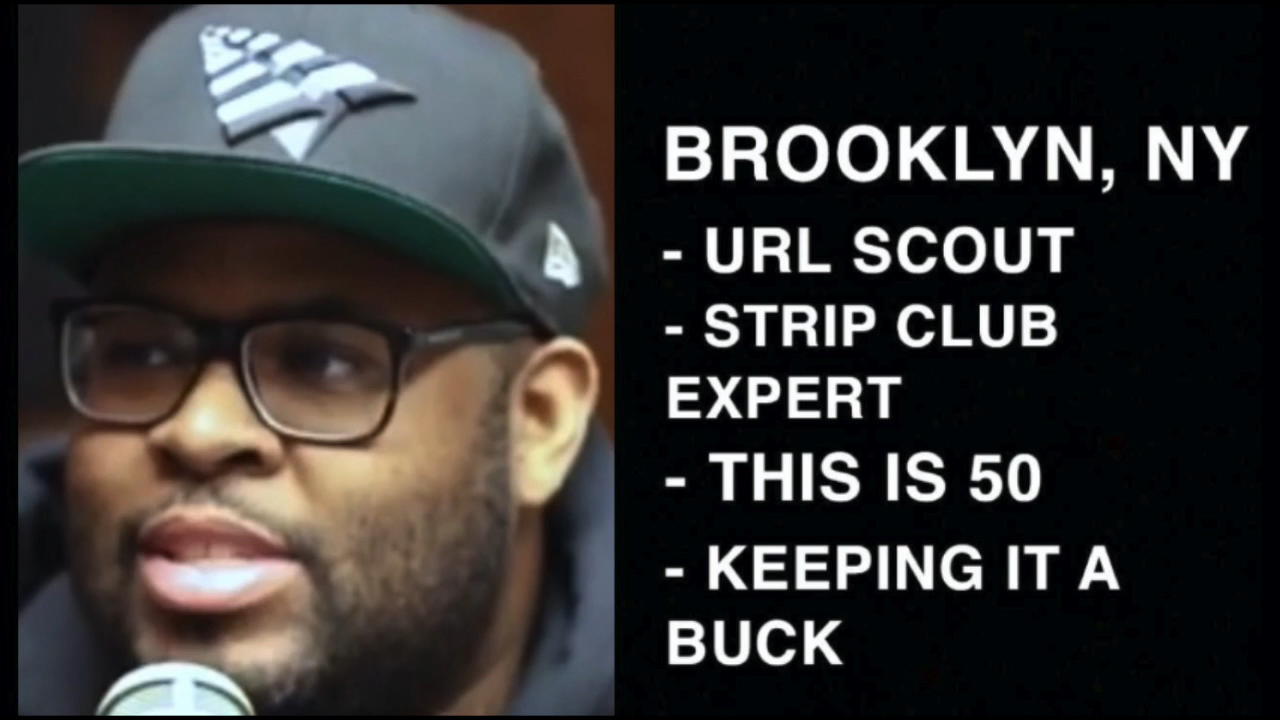 BROOKLYN, NY
- URL SCOUT
- STRIP CLUB
EXPERT
- THIS IS 50
- KEEPING IT A
BUCK